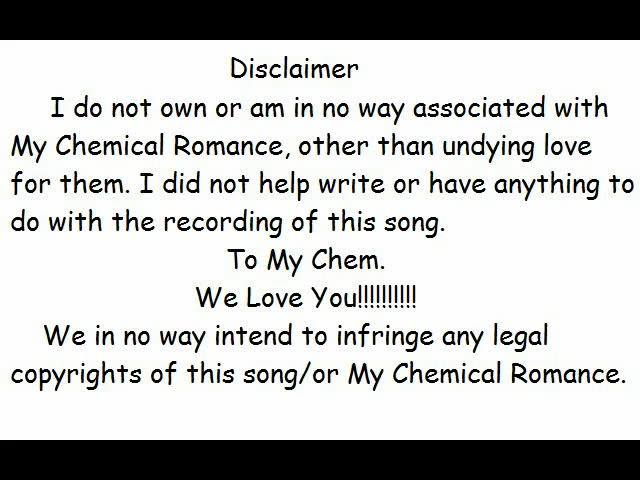 Disclaimer
I do not own or am in no way associated with
My Chemical Romance, other than undying love
for them. I did not help write or have anything to
do with the recording of this song.
To My Chem.
We Love You!!!!!!!!!!
We in no way intend to infringe any legal
copyrights of this song/or My Chemical Romance.